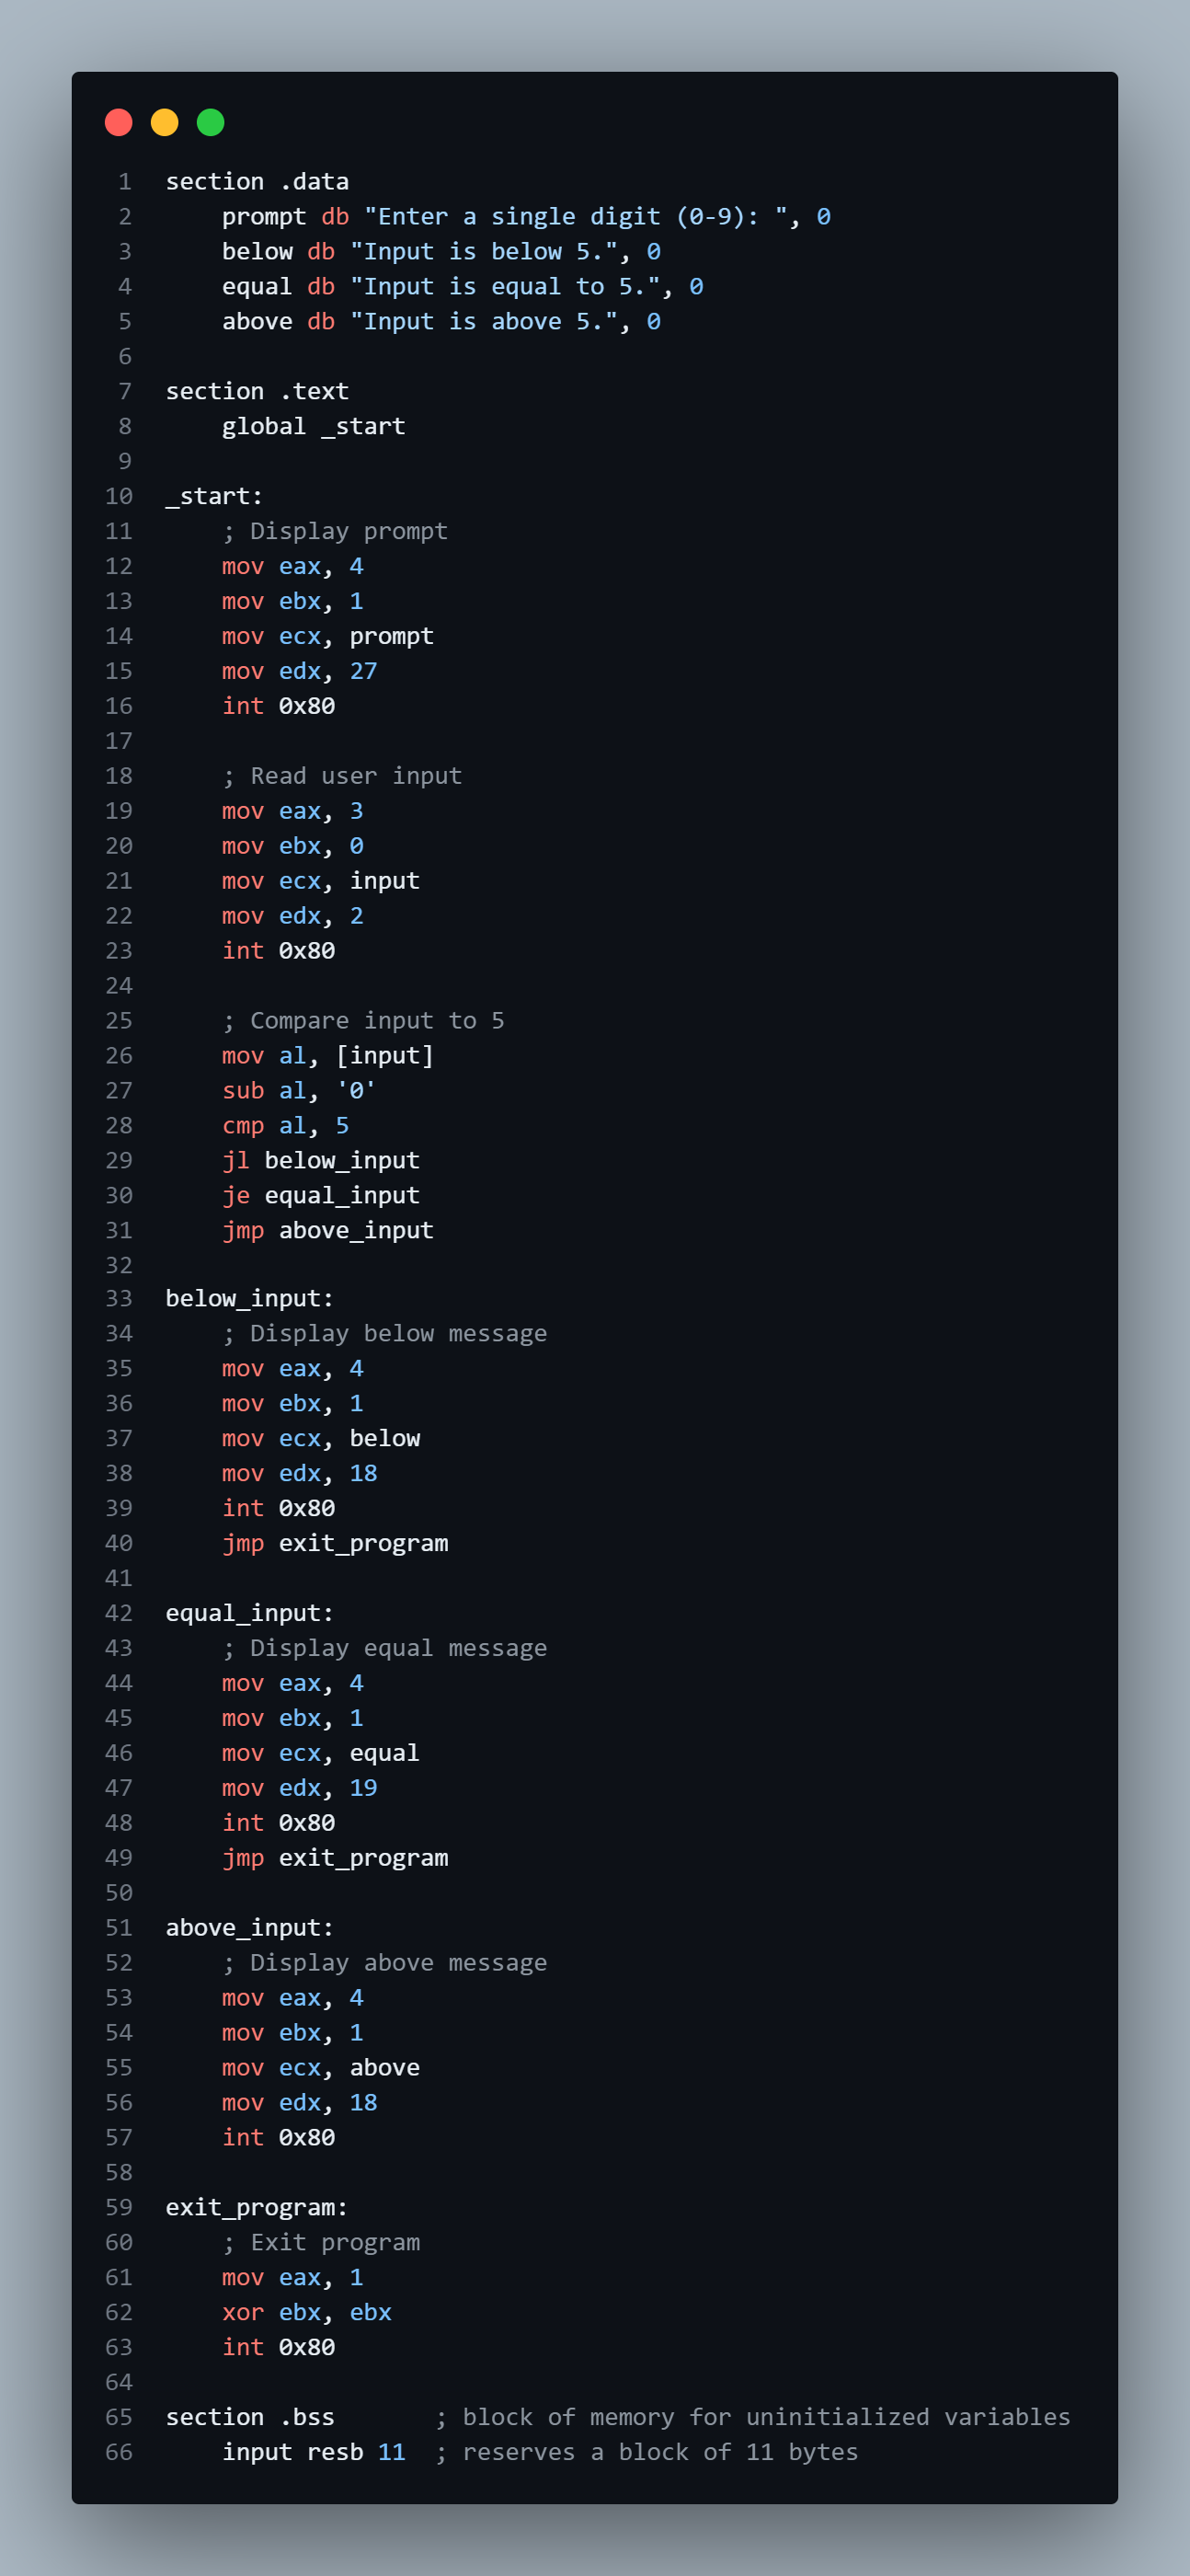 1 section .data
2 prompt db "Enter a single digit (0-9): ", 0
3 below db "Input is below 5.", 0
4 equal db "Input is equal to 5.", 0
5 above db "Input is above 5.", 0
6
7 section .text
8 global _start
9
10 _start:
11 ; Display prompt
12 mov eax, 4
13 mov ebx, 1
14 mov ecx, prompt
15 mov edx, 27
16 int 0x80
17
18 ; Read user input
19 mov eax, 3
20 mov ebx, 0
21 mov ecx, input
22 mov edx, 2
23 int 0x80
24
25 ; Compare input to 5
26 mov al, [input]
27 sub al, '0'
28 cmp al, 5
29 jl below_input
30 je equal_input
31 jmp above_input
32
33 below_input:
34 ; Display below message
35 mov eax, 4
36 mov ebx, 1
37 mov ecx, below
38 mov edx, 18
39 int 0x80
40 jmp exit_program
41
42 equal_input:
43 ; Display equal message
44 mov eax, 4
45 mov ebx, 1
46 mov ecx, equal
47 mov edx, 19
48 int 0x80
49 jmp exit_program
50
51 above_input:
52 ; Display above message
53 mov eax, 4
54 mov ebx, 1
55 mov ecx, above
56 mov edx, 18
57 int 0x80
58
59 exit_program:
60 ; Exit program
61 mov eax, 1
62 xor ebx, ebx
63 int 0x80
64
65 section .bss ; block of memory for uninitialized variables
66 input resb 11 ; reserves a block of 11 bytes